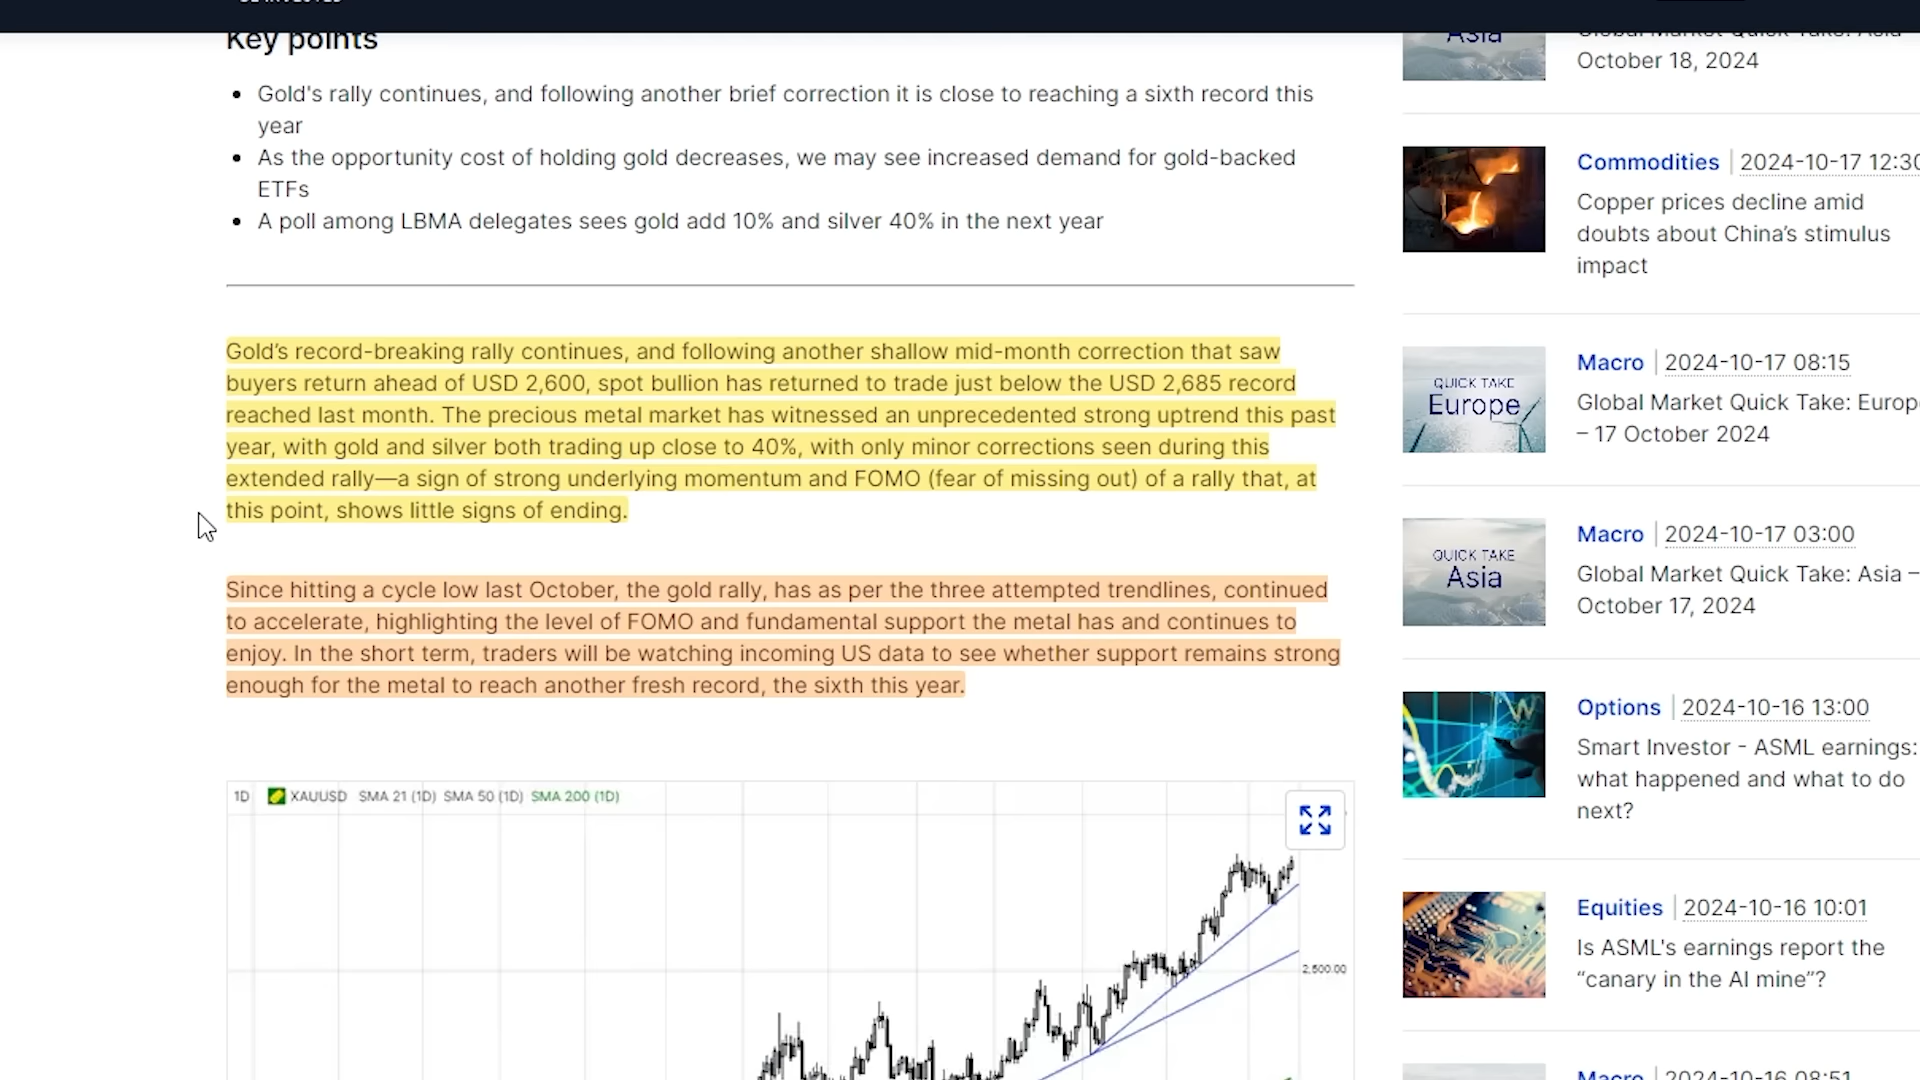 Key points
Gold's rally continues, and following another brief correction it is close to reaching a sixth record this
year
As the opportunity cost of holding gold decreases, we may see increased demand for gold-backed
ETFs
A poll among LBMA delegates sees gold add 10% and silver 40% in the next year
Gold's record-breaking rally continues, and following another shallow mid-month correction that saw
buyers return ahead of USD 2,600, spot bullion has returned to trade just below the USD 2,685 record
reached last month. The precious metal market has witnessed an unprecedented strong uptrend this past
year, with gold and silver both trading up close to 40%, with only minor corrections seen during this
extended rally—a sign of strong underlying momentum and FOMO (fear of missing out) of a rally that, at
this point, shows little signs of ending.
Since hitting a cycle low last October, the gold rally, has as per the three attempted trendlines, continued
to accelerate, highlighting the level of FOMO and fundamental support the metal has and continues to
enjoy. In the short term, traders will be watching incoming US data to see whether support remains strong
enough for the metal to reach another fresh record, the sixth this year.
1D XAUUSD SMA 21 (1D) SMA 50 (1D) SMA 200 (1D)
2,500.00
Asia
Global Market Quick Take: Asia
October 18, 2024
Commodities | 2024-10-17 12:30
Copper prices decline amid
doubts about China's stimulus
impact
QUICK TAKE
Europe
Macro | 2024-10-17 08:15
Global Market Quick Take: Europ
– 17 October 2024
QUICK TAKE
Asia
Macro | 2024-10-17 03:00
Global Market Quick Take: Asia –
October 17, 2024
Options | 2024-10-16 13:00
Smart Investor - ASML earnings:
what happened and what to do
next?
Equities | 2024-10-16 10:01
Is ASML's earnings report the
“canary in the AI mine”?
Macro | 2024-10-16 08:51